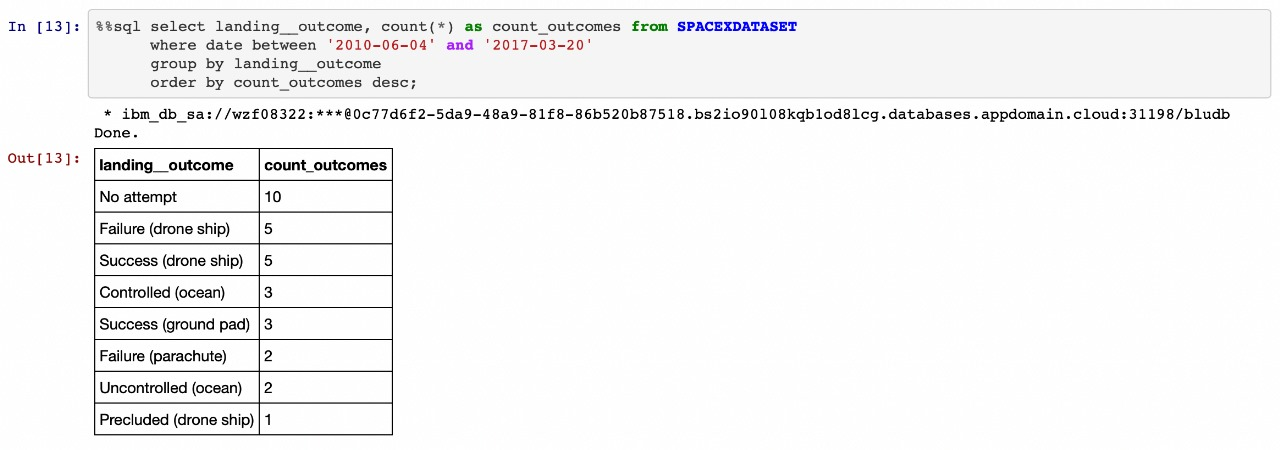 In [13]: %%sql select landing__outcome, count(*) as count_outcomes from SPACEXDATASET
where date between '2010-06-04' and '2017-03-20'
group by landing__outcome
order by count_outcomes desc;
* ibm_db_sa://wzf08322:***@0c77d6f2-5da9-48a9-81f8-86b520b87518.bs2io90l08kqb1od8lcg.databases.appdomain.cloud:31198/bludb
Done.
Out[13]:
landing__outcome count_outcomes
No attempt 10
Failure (drone ship) 5
Success (drone ship) 5
Controlled (ocean) 3
Success (ground pad) 3
Failure (parachute) 2
Uncontrolled (ocean) 2
Precluded (drone ship) 1